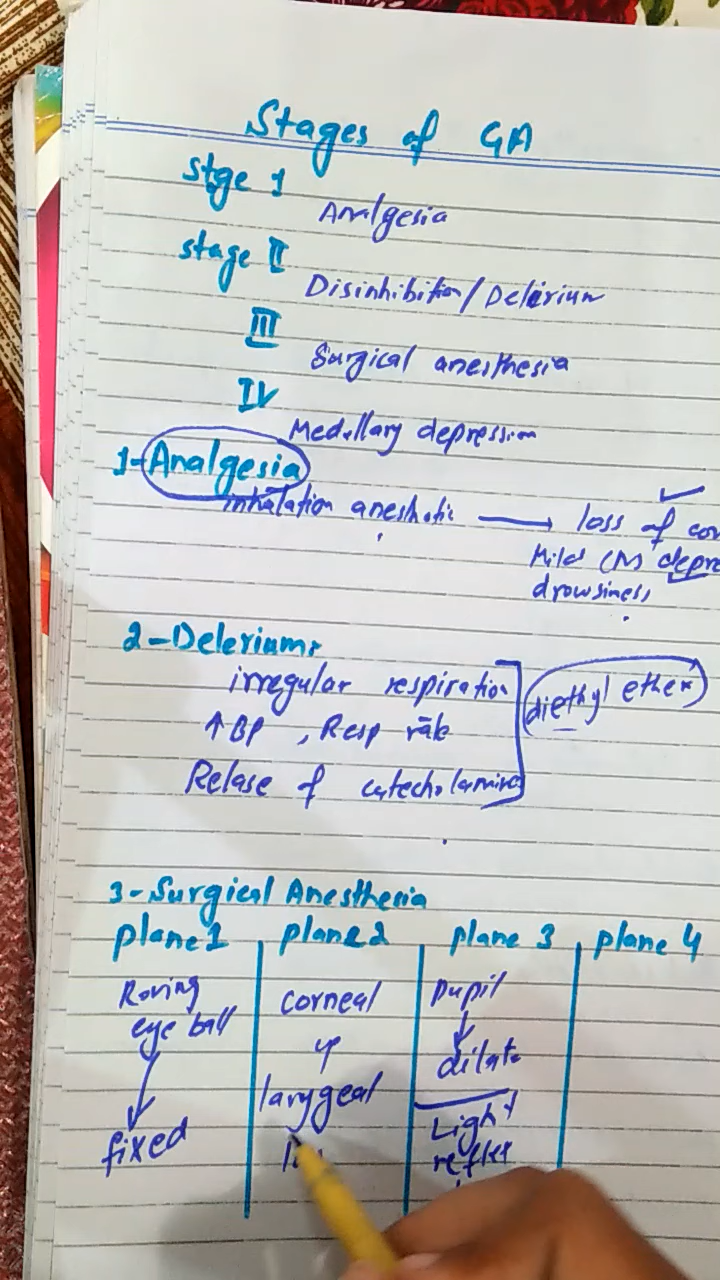 Stages of GA
stge 1
Analgesia
stage II
Disinhibition/Delirium
III
Surgical anesthesia
IV
Medullary depression
1-Analgesia
inhalation anesthetic → loss of
Mild
drowsiness
2-Delerium:
irregular respiration
diethyl ether
↑BP, Resp rate
Relase of catecholamine
3-Surgical Anesthesia
plane1 plane2 plane 3 plane 4
Roving corneal pupil
eye ball ↓
↓ larygeal dilate
fixed Light
reflex